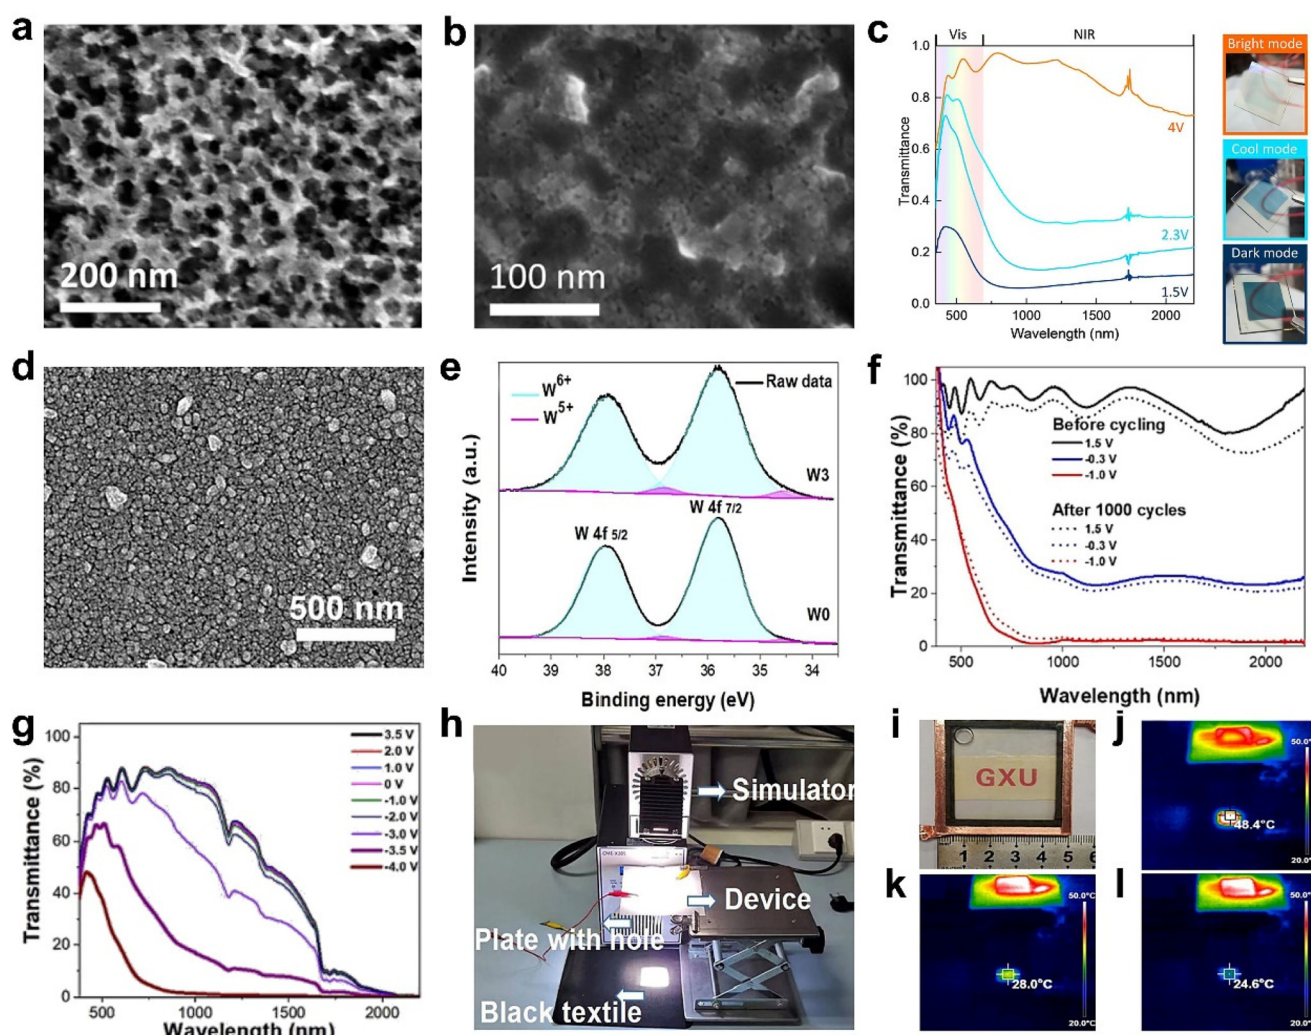 a
200 nm
b
100 nm
c
Vis
NIR
1.0
0.8
0.6
0.4
0.2
0.0
Transmittance
4V
2.3V
1.5V
500
1000
1500
2000
Wavelength (nm)
Bright mode
Cool mode
Dark mode
d
500 nm
e
W6+
W5+
Raw data
W3
W 4f 7/2
W 4f 5/2
W0
Intensity (a.u.)
40
39
38
37
36
35
34
Binding energy (eV)
f
100
80
60
40
20
0
Transmittance (%)
Before cycling
1.5 V
-0.3 V
-1.0 V
After 1000 cycles
1.5 V
-0.3 V
-1.0 V
500
1000
1500
2000
Wavelength (nm)
g
100
80
60
40
20
0
Transmittance (%)
3.5 V
2.0 V
1.0 V
0 V
-1.0 V
-2.0 V
-3.0 V
-3.5 V
-4.0 V
500
1000
1500
2000
Wavelength (nm)
h
Simulator
Device
Plate with hole
Black textile
i
GXU
1 2 3 4 5 6
j
50.0°C
48.4°C
20.0°C
k
50.0°C
28.0°C
20.0°C
l
50.0°C
24.6°C
20.0°C